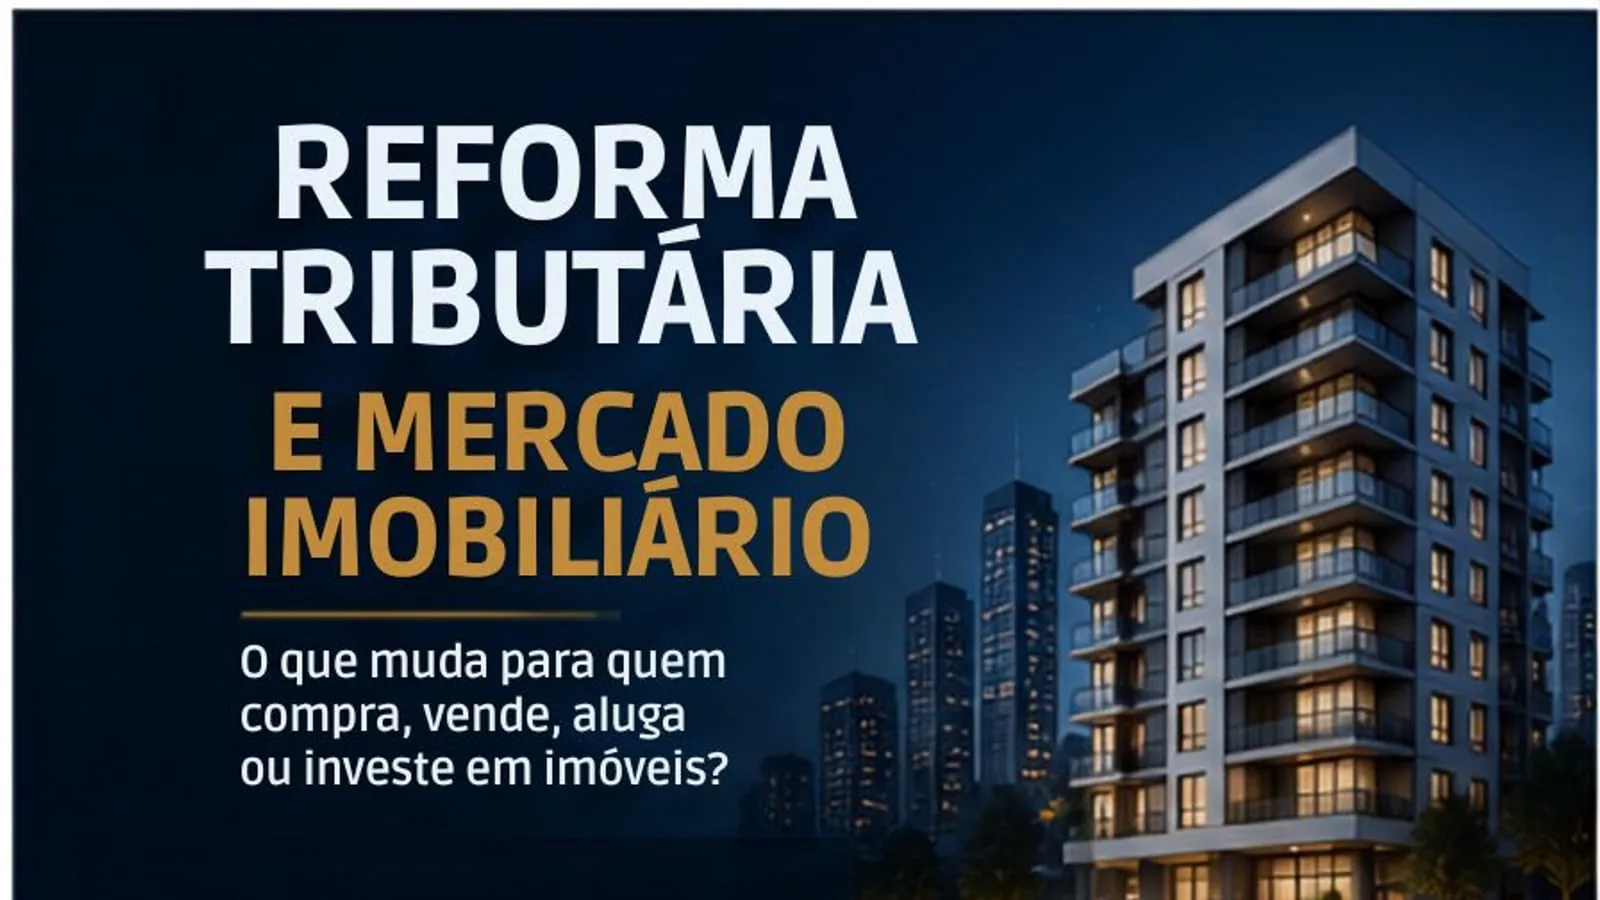 REFORMA
TRIBUTÁRIA
E MERCADO
IMOBILIÁRIO
O que muda para quem
compra, vende, aluga
ou investe em imóveis?